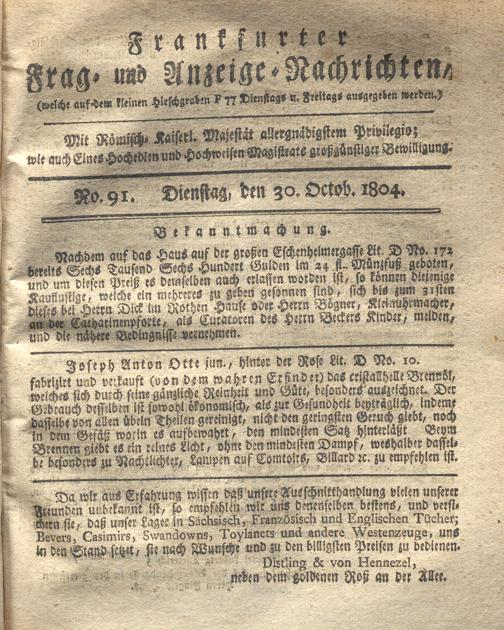 Frankfurter
Frag- und Anzeige-Nachrichten,
(welche auf dem kleinen Hirschgraben F 77 Dienstags u. Freitags ausgegeben werden.)
Mit Römisch-Kaiserl. Majestät allergnädigstem Privilegio;
wie auch Eines Hochedlen und Hochweisen Magistrats großgünstiger Bewilligung.
No. 91. Dienstag, den 30. Octob. 1804.
Bekanntmachung.
Nachdem auf das Haus auf der großen Eschenheimergasse Lit. D No. 172
bereits Sechs Tausend Sechs Hundert Gulden im 24 fl. Münzfuß geboten,
und um diesen Preiß es demselben auch erlassen worden ist, so können diejenige
Kauflustige, welche ein mehreres zu geben gesonnen sind, sich bis zum 31sten
dieses bei Herrn Dick im Rothen Hause oder Herrn Bögner, Kleinuhrmacher,
an der Catharinenpforte, als Curatoren des Herrn Beckers Kinder, melden,
und die nähere Bedingnisse vernehmen.
Joseph Anton Otte jun., hinter der Rose Lit. D No. 10.
fabrizirt und verkauft (von dem wahren Erfinder) das cristallhelle Brennöl,
welches sich durch seine gänzliche Reinheit und Güte, besonders auszeichnet. Der
Gebrauch desselben ist sowohl ökonomisch, als zur Gesundheit beyträglich, indeme
dasselbe von allen übeln Theilen gereinigt, nicht den geringsten Geruch giebt, noch
in dem Gefäß worin es aufbewahrt, den mindesten Satz hinterläßt. Beym
Brennen giebt es ein reines Licht, ohne den mindesten Dampf, weshalber dassel-
be besonders zu Nachtlichter, Lampen auf Comtoirs, Billard ꝛc. zu empfehlen ist.
Da wir aus Erfahrung wissen daß unsere Ausschnitthandlung vielen unserer
Freunden unbekannt ist, so empfehlen wir uns denenselben bestens, und versi-
chern sie, daß unser Lager in Sächsisch, Französisch und Englischen Tücher;
Bevers, Casimirs, Swandowns, Toylanets und andere Westenzeuge, uns
in den Stand setzet, sie nach Wunsche und zu den billigsten Preisen zu bedienen.
Distling & von Hennezel,
neben dem goldenen Roß an der Allee.